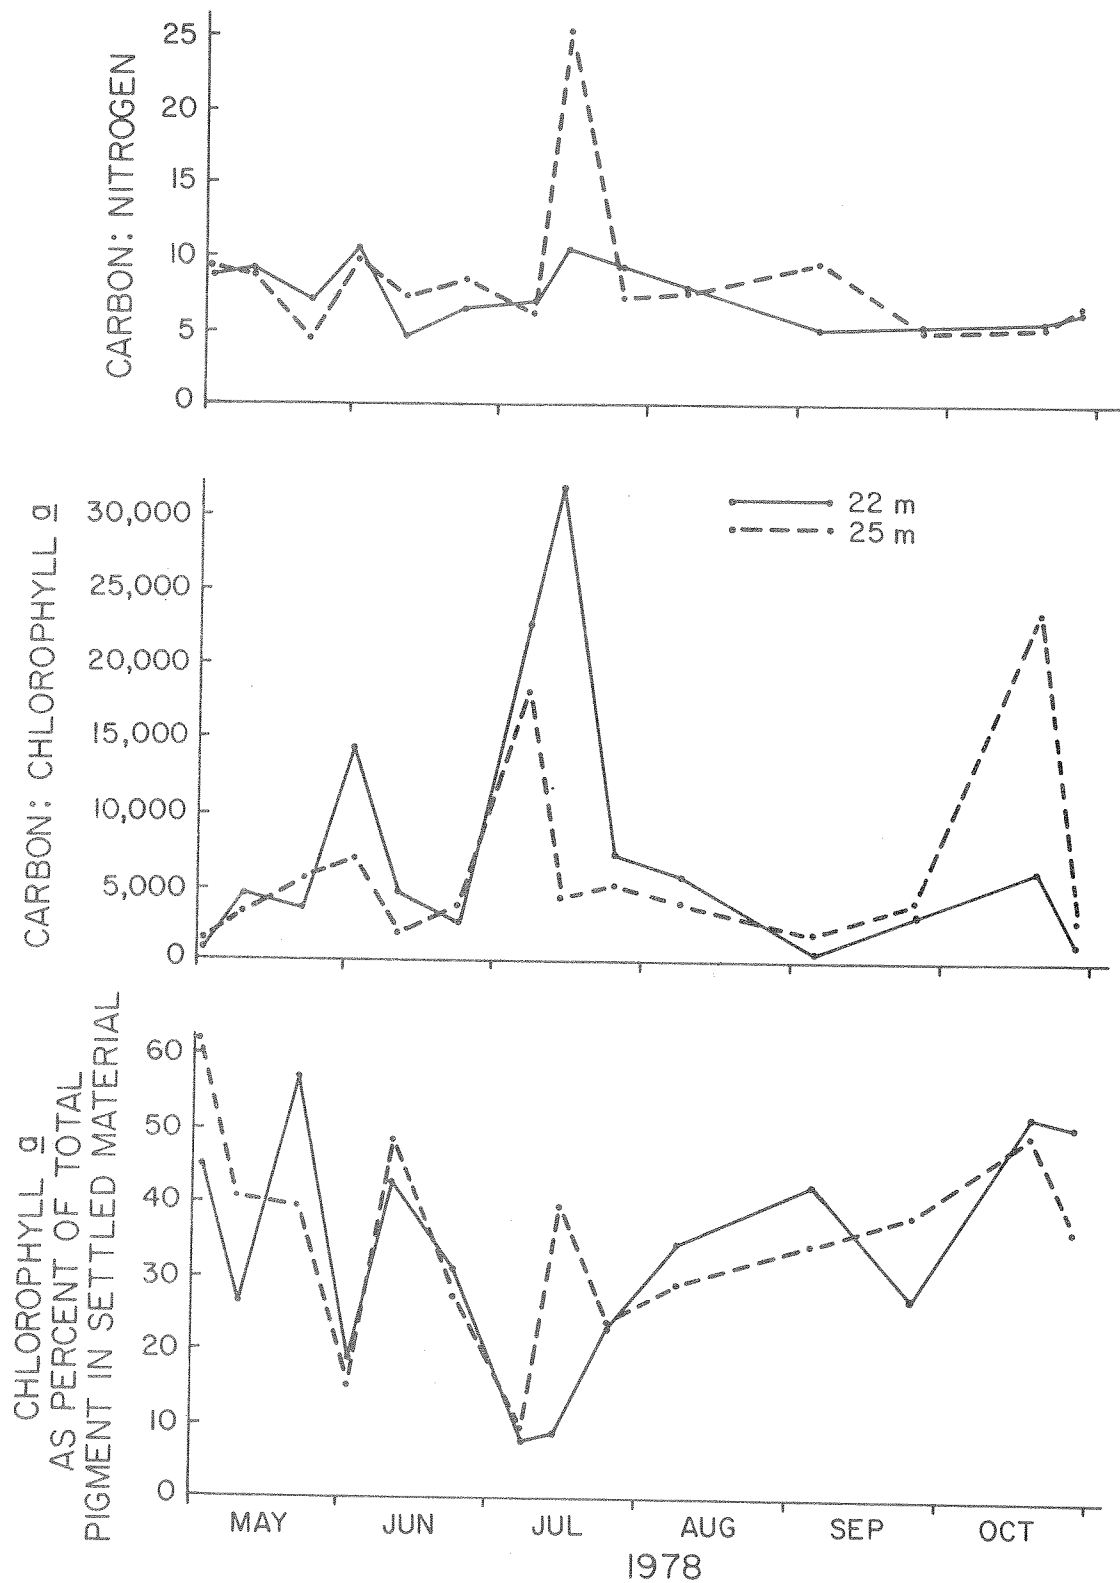 CARBON: NITROGEN
25
20
15
10
5
0
CARBON: CHLOROPHYLL a
30,000
25,000
20,000
15,000
10,000
5,000
0
22 m
25 m
CHLOROPHYLL a
AS PERCENT OF TOTAL
PIGMENT IN SETTLED MATERIAL
60
50
40
30
20
10
0
MAY JUN JUL AUG SEP OCT
1978